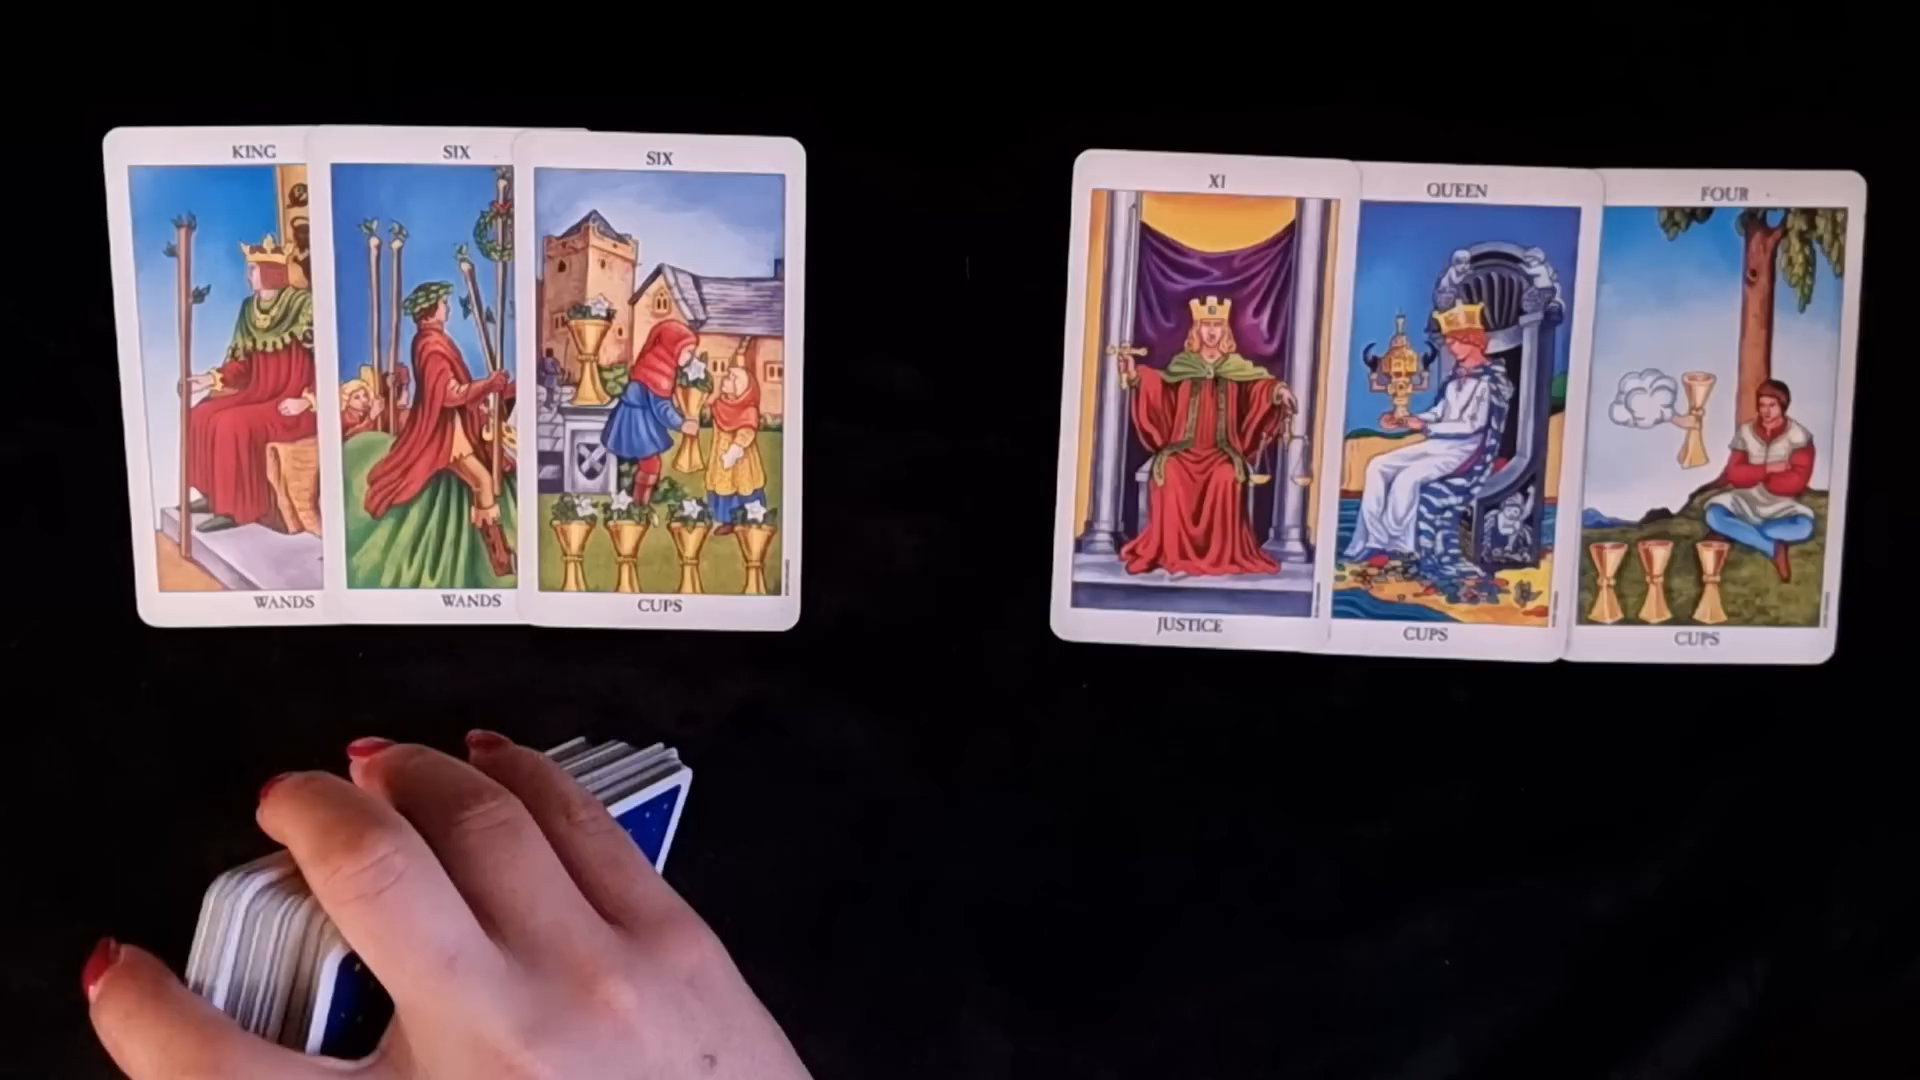 KING
WANDS
SIX
WANDS
SIX
CUPS
XI
JUSTICE
QUEEN
CUPS
FOUR
CUPS